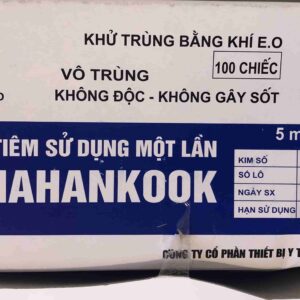 KHỬ TRÙNG BẰNG KHÍ E.O
VÔ TRÙNG
100 CHIẾC
KHÔNG ĐỘC - KHÔNG GÂY SỐT
TIÊM SỬ DỤNG MỘT LẦN
5 m
HAHANKOOK
KIM SỐ
SỐ LÔ
NGÀY SX
HẠN SỬ DỤNG
CÔNG TY CỔ PHẦN THIẾT BỊ Y T